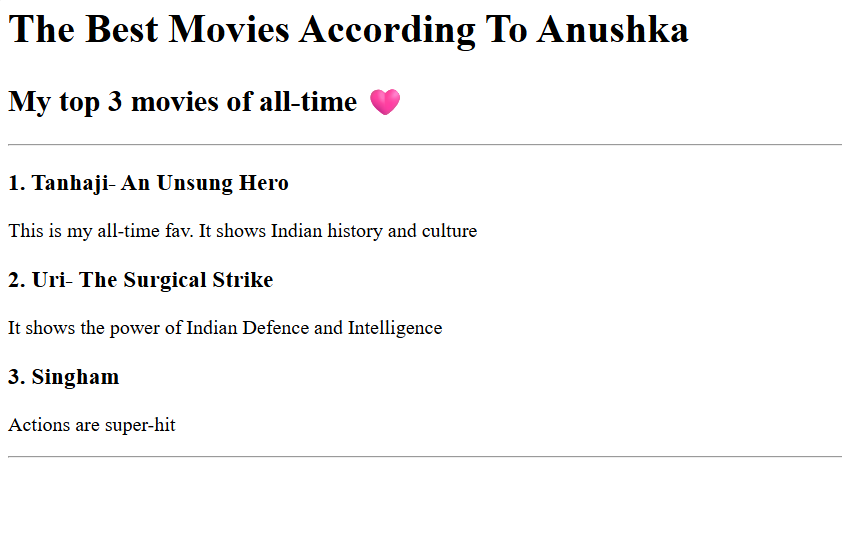 The Best Movies According To Anushka
My top 3 movies of all-time 💗
1. Tanhaji- An Unsung Hero
This is my all-time fav. It shows Indian history and culture
2. Uri- The Surgical Strike
It shows the power of Indian Defence and Intelligence
3. Singham
Actions are super-hit